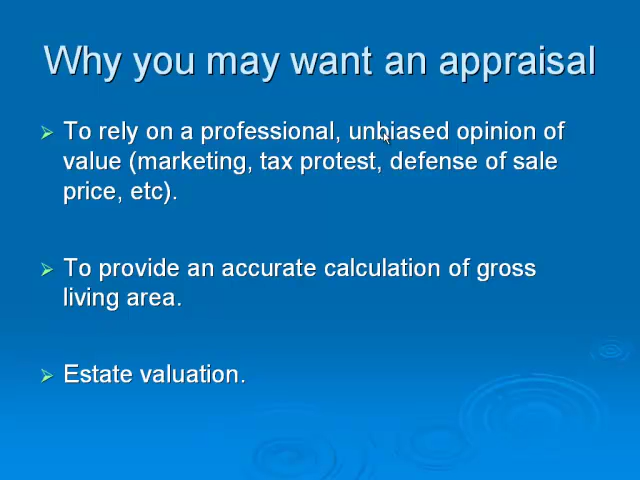 Why you may want an appraisal
To rely on a professional, unbiased opinion of
value (marketing, tax protest, defense of sale
price, etc).
To provide an accurate calculation of gross
living area.
Estate valuation.